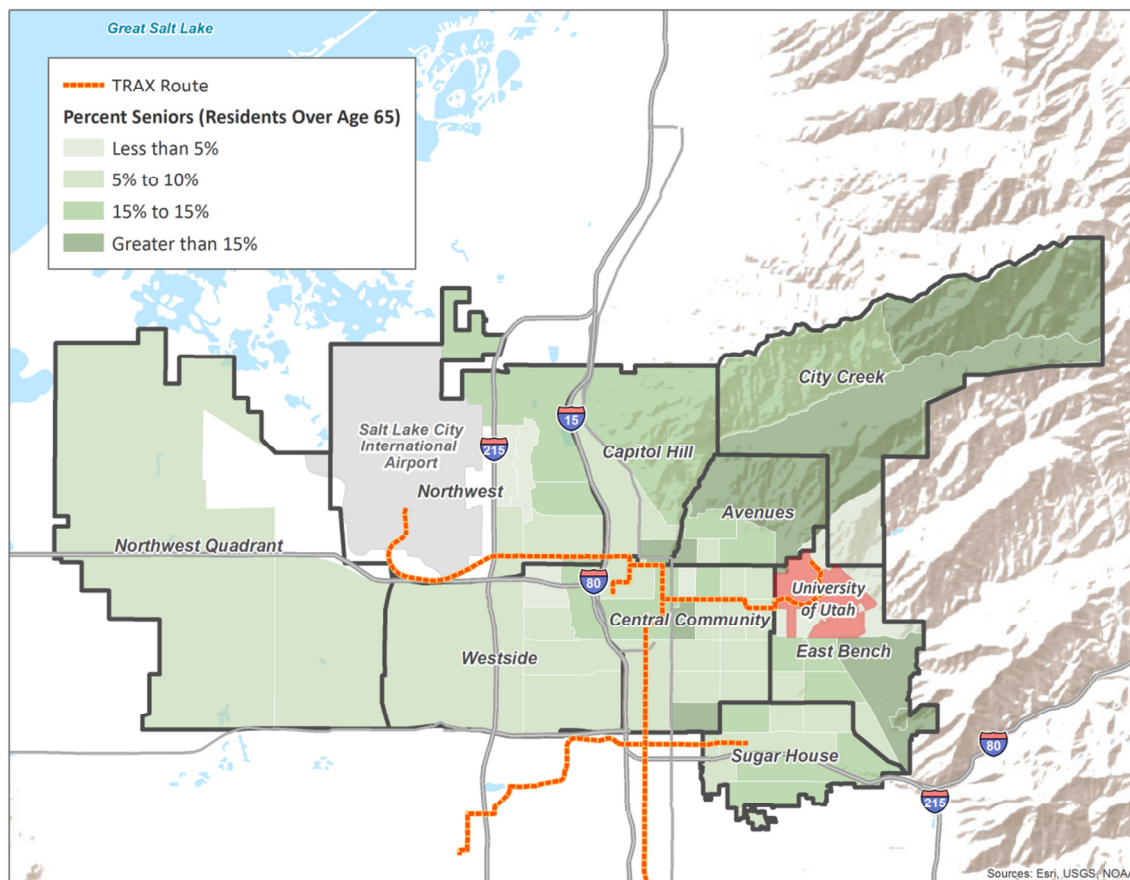 Great Salt Lake
TRAX Route
Percent Seniors (Residents Over Age 65)
Less than 5%
5% to 10%
15% to 15%
Greater than 15%
City Creek
Salt Lake City
International
Airport
15
215
Capitol Hill
Northwest
Avenues
Northwest Quadrant
80
University
of Utah
Central Community
East Bench
Westside
Sugar House
80
215
Sources: Esri, USGS, NOAA